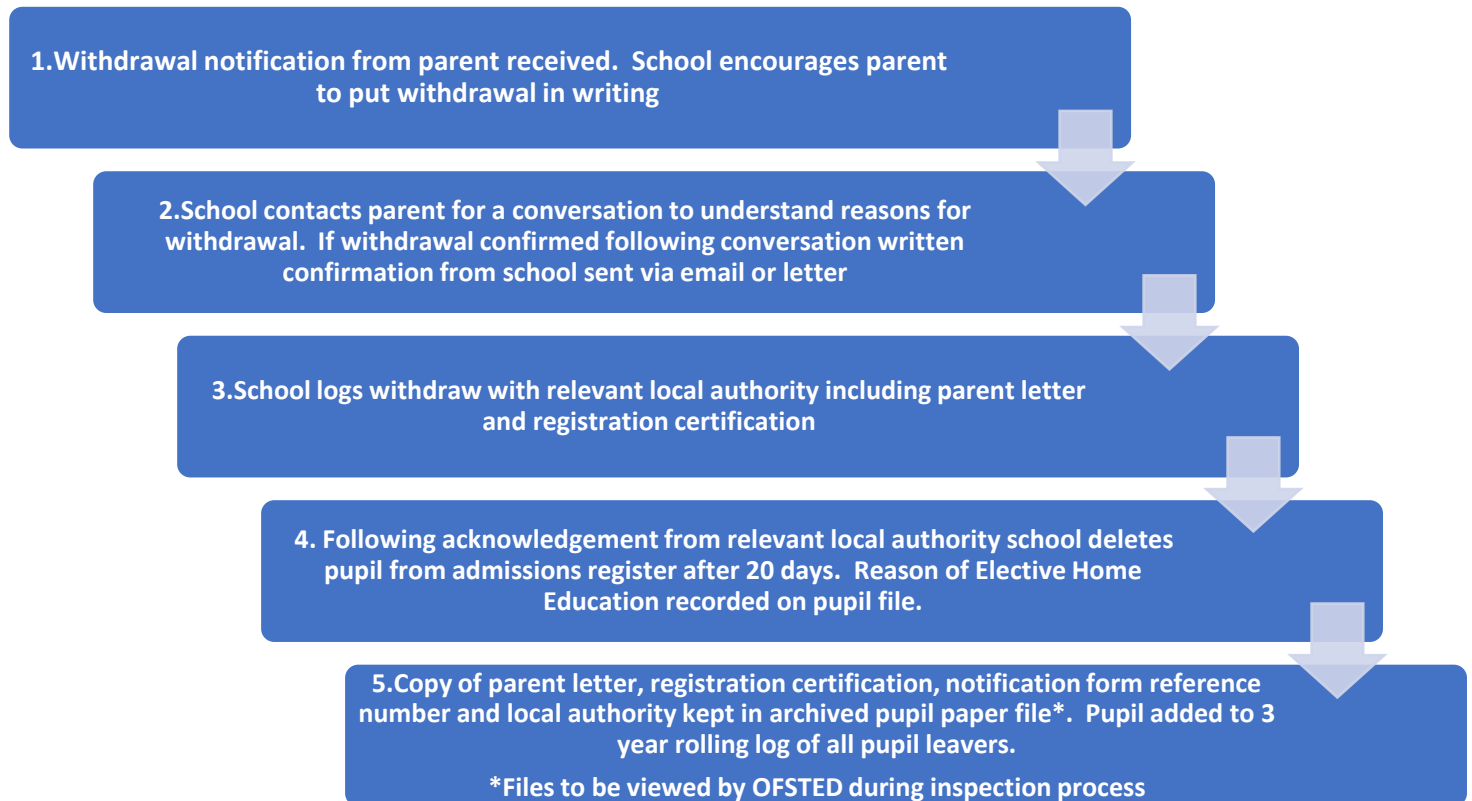 1.Withdrawal notification from parent received.  School encourages parent
to put withdrawal in writing
2.School contacts parent for a conversation to understand reasons for
withdrawal.  If withdrawal confirmed following conversation written
confirmation from school sent via email or letter
3.School logs withdraw with relevant local authority including parent letter
and registration certification
4. Following acknowledgement from relevant local authority school deletes
pupil from admissions register after 20 days.  Reason of Elective Home
Education recorded on pupil file.
5.Copy of parent letter, registration certification, notification form reference
number and local authority kept in archived pupil paper file*.  Pupil added to 3
year rolling log of all pupil leavers.
*Files to be viewed by OFSTED during inspection process